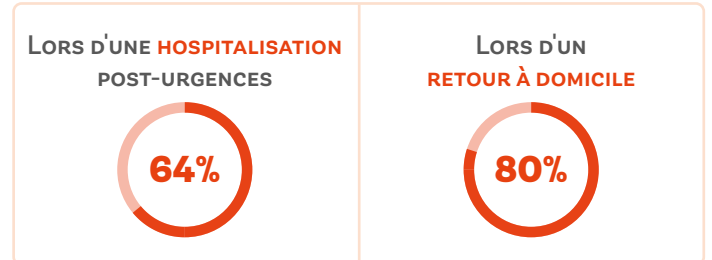 Lors d'une hospitalisation
post-urgences
64%
Lors d'un
retour à domicile
80%